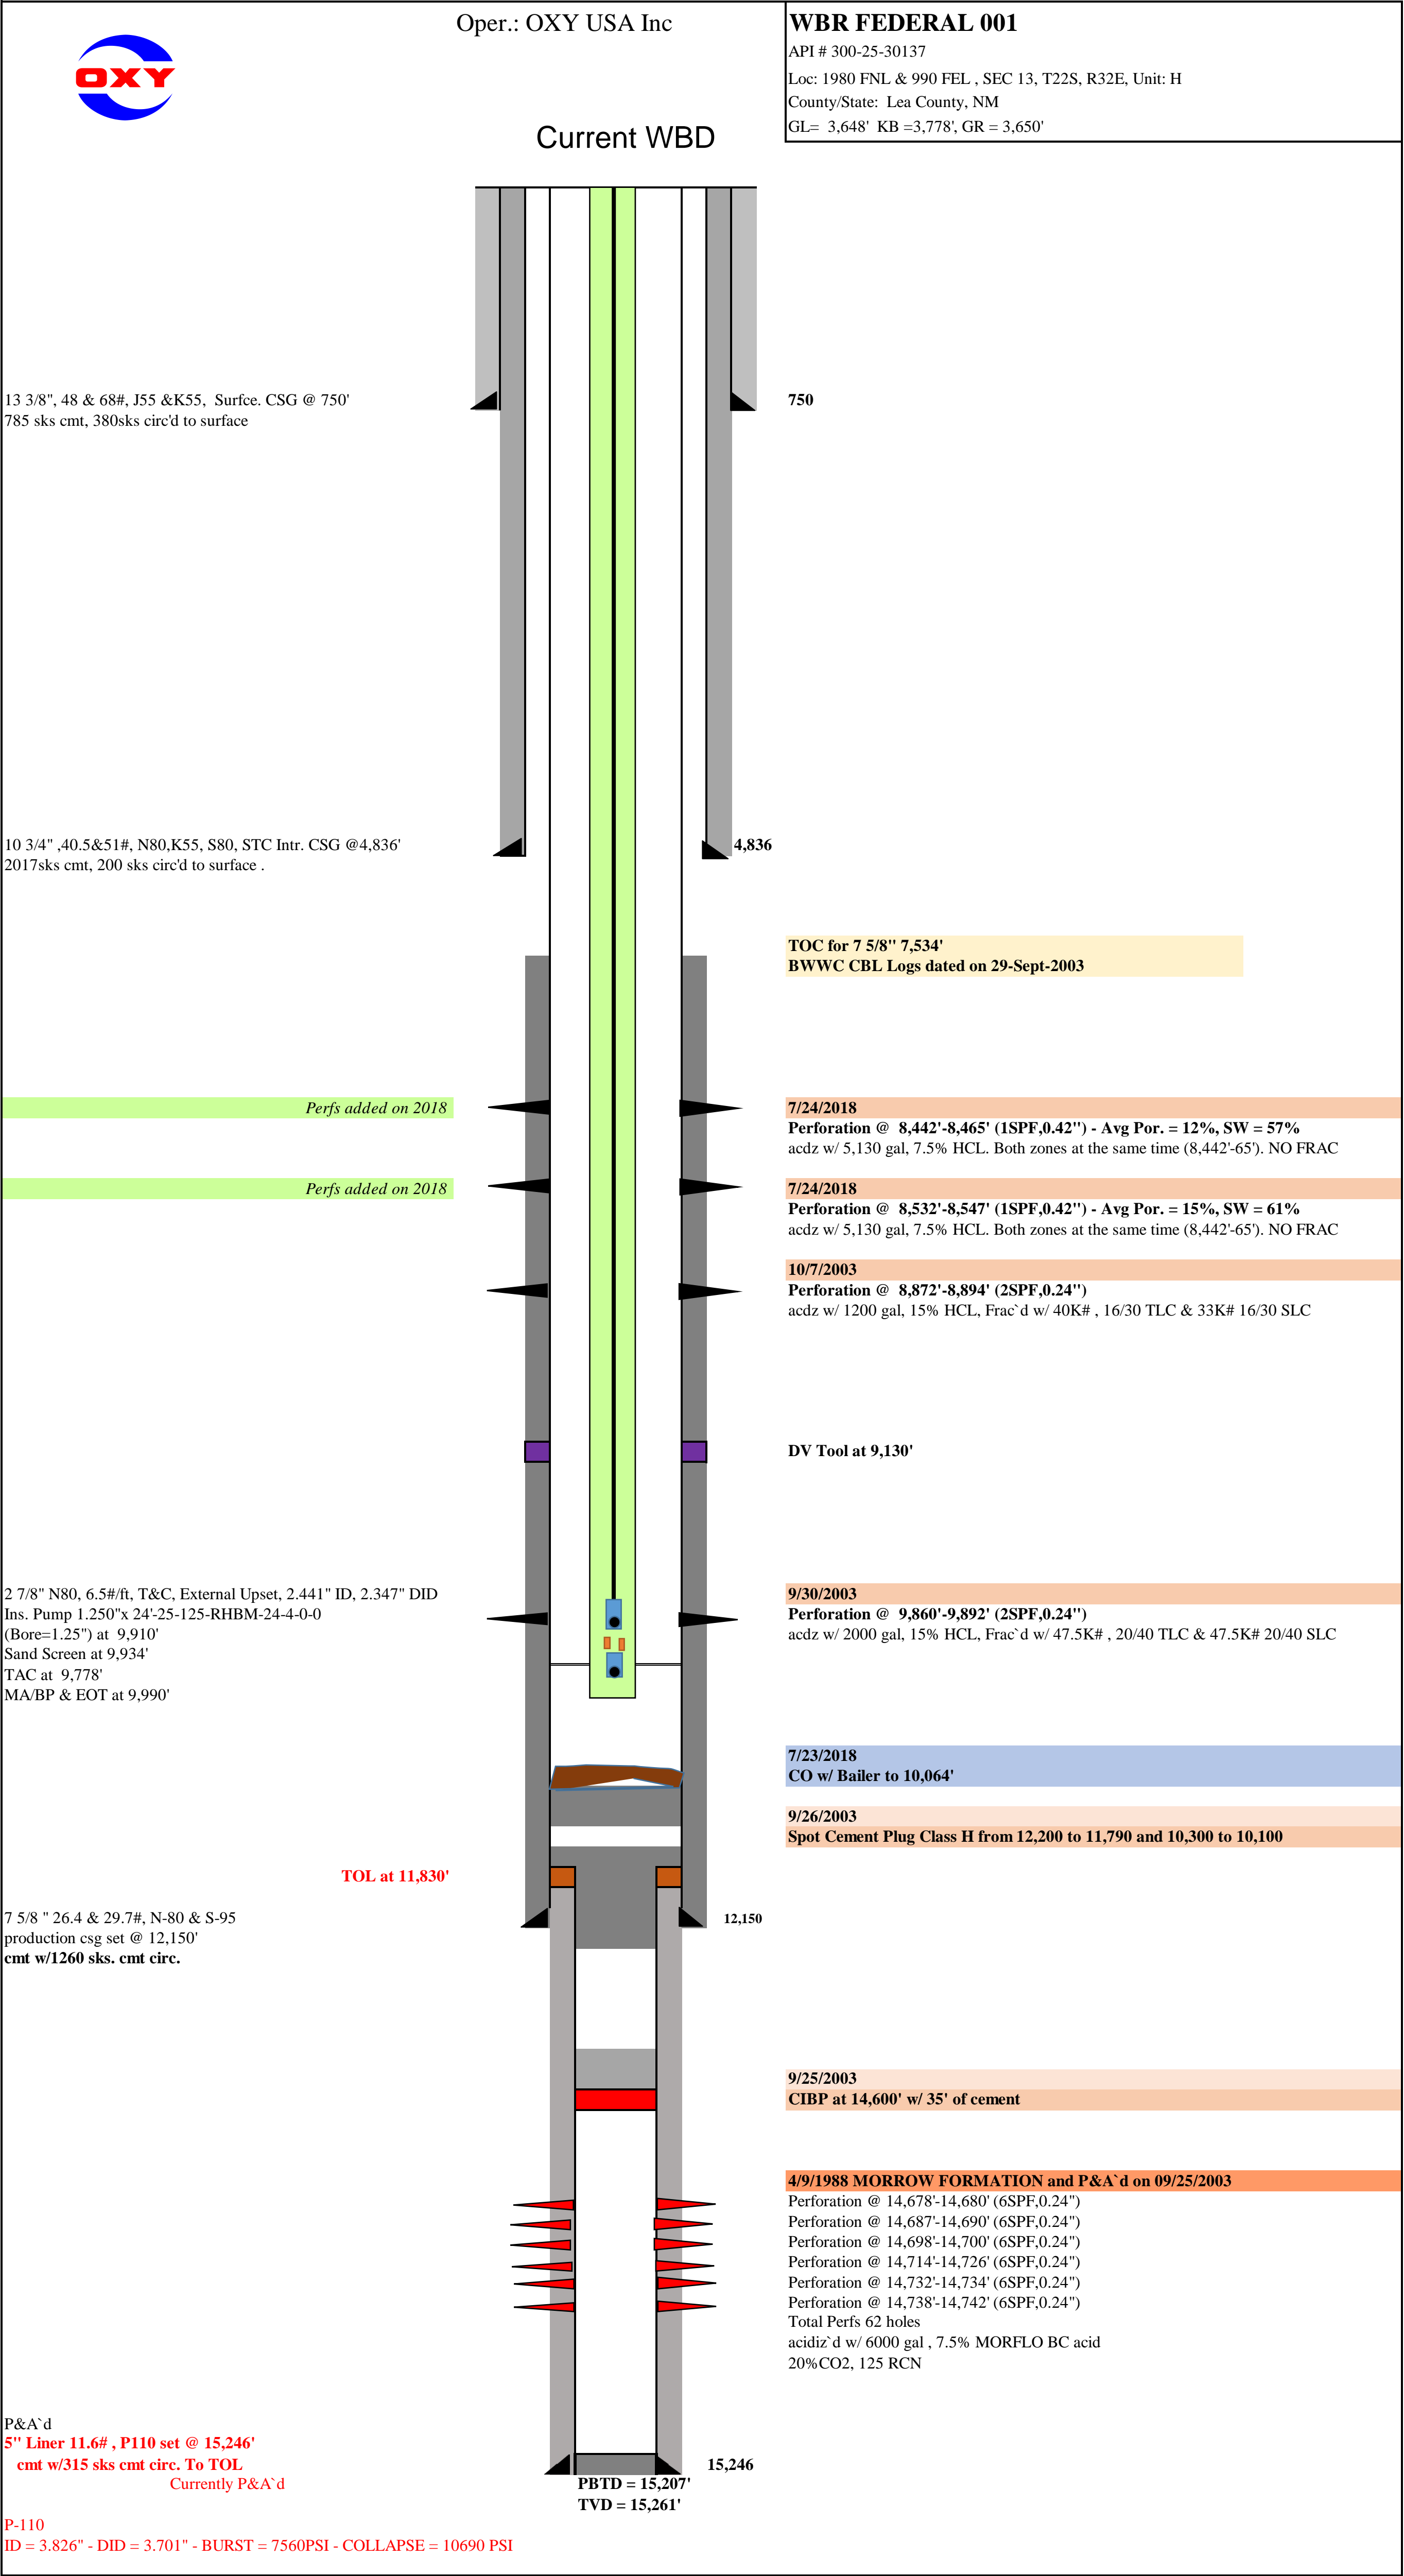 Oper.: OXY USA Inc
WBR FEDERAL 001
API # 300-25-30137
Loc: 1980 FNL & 990 FEL , SEC 13, T22S, R32E, Unit: H
County/State: Lea County, NM
GL= 3,648' KB =3,778', GR = 3,650'
OXY
Current WBD
13 3/8", 48 & 68#, J55 &K55, Surfce. CSG @ 750'
785 sks cmt, 380sks circ'd to surface
750
10 3/4" ,40.5&51#, N80,K55, S80, STC Intr. CSG @4,836'
2017sks cmt, 200 sks circ'd to surface .
4,836
TOC for 7 5/8" 7,534'
BWWC CBL Logs dated on 29-Sept-2003
Perfs added on 2018
7/24/2018
Perforation @ 8,442'-8,465' (1SPF,0.42") - Avg Por. = 12%, SW = 57%
acdz w/ 5,130 gal, 7.5% HCL. Both zones at the same time (8,442'-65'). NO FRAC
Perfs added on 2018
7/24/2018
Perforation @ 8,532'-8,547' (1SPF,0.42") - Avg Por. = 15%, SW = 61%
acdz w/ 5,130 gal, 7.5% HCL. Both zones at the same time (8,442'-65'). NO FRAC
10/7/2003
Perforation @ 8,872'-8,894' (2SPF,0.24")
acdz w/ 1200 gal, 15% HCL, Frac`d w/ 40K# , 16/30 TLC & 33K# 16/30 SLC
DV Tool at 9,130'
2 7/8" N80, 6.5#/ft, T&C, External Upset, 2.441" ID, 2.347" DID
Ins. Pump 1.250"x 24'-25-125-RHBM-24-4-0-0
(Bore=1.25") at 9,910'
Sand Screen at 9,934'
TAC at 9,778'
MA/BP & EOT at 9,990'
9/30/2003
Perforation @ 9,860'-9,892' (2SPF,0.24")
acdz w/ 2000 gal, 15% HCL, Frac`d w/ 47.5K# , 20/40 TLC & 47.5K# 20/40 SLC
7/23/2018
CO w/ Bailer to 10,064'
9/26/2003
Spot Cement Plug Class H from 12,200 to 11,790 and 10,300 to 10,100
TOL at 11,830'
7 5/8 " 26.4 & 29.7#, N-80 & S-95
production csg set @ 12,150'
cmt w/1260 sks. cmt circ.
12,150
9/25/2003
CIBP at 14,600' w/ 35' of cement
4/9/1988 MORROW FORMATION and P&A`d on 09/25/2003
Perforation @ 14,678'-14,680' (6SPF,0.24")
Perforation @ 14,687'-14,690' (6SPF,0.24")
Perforation @ 14,698'-14,700' (6SPF,0.24")
Perforation @ 14,714'-14,726' (6SPF,0.24")
Perforation @ 14,732'-14,734' (6SPF,0.24")
Perforation @ 14,738'-14,742' (6SPF,0.24")
Total Perfs 62 holes
acidiz`d w/ 6000 gal , 7.5% MORFLO BC acid
20%CO2, 125 RCN
P&A`d
5" Liner 11.6# , P110 set @ 15,246'
cmt w/315 sks cmt circ. To TOL
Currently P&A`d
15,246
PBTD = 15,207'
TVD = 15,261'
P-110
ID = 3.826" - DID = 3.701" - BURST = 7560PSI - COLLAPSE = 10690 PSI